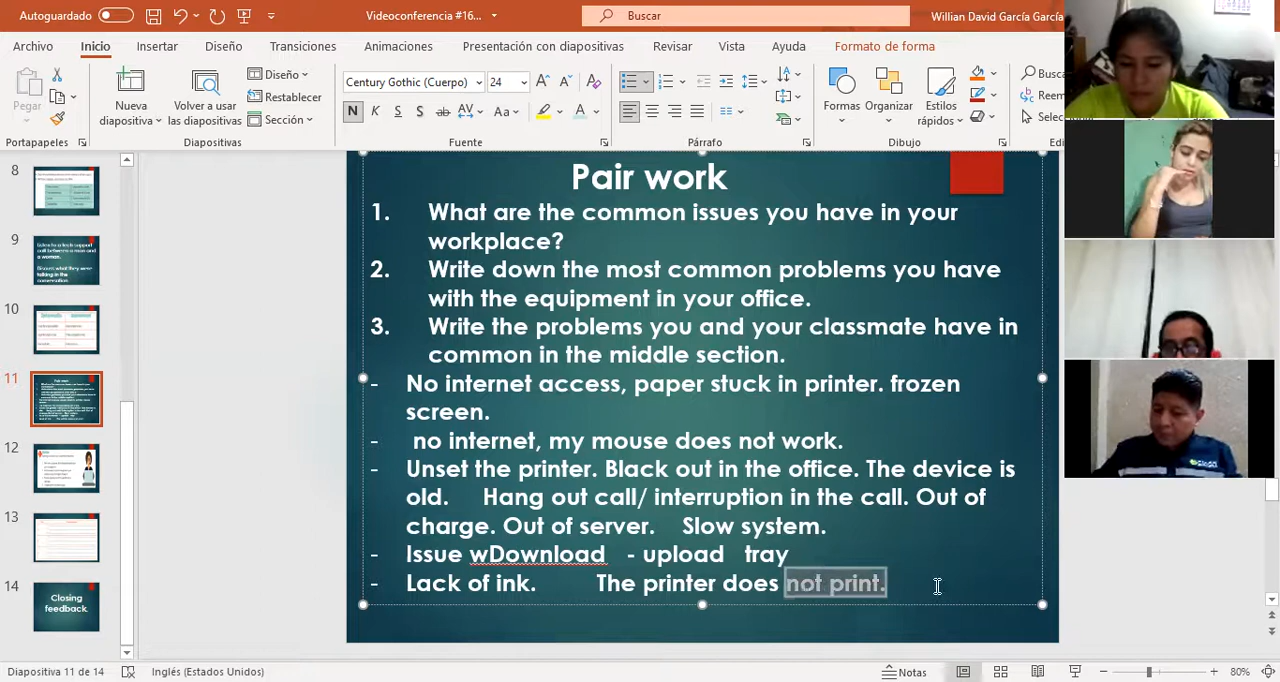 Autoguardado
Videoconferencia #16...
Buscar
Willian David García García
Archivo
Inicio
Insertar
Diseño
Transiciones
Animaciones
Presentación con diapositivas
Revisar
Vista
Ayuda
Formato de forma
Pegar
Nueva diapositiva
Volver a usar las diapositivas
Diseño
Restablecer
Sección
Century Gothic (Cuerpo)
24
N K S S ab AV Aa
Formas
Organizar
Estilos rápidos
Portapapeles
Diapositivas
Fuente
Párrafo
Dibujo
8
9
10
11
12
13
14
Closing
feedback.
Pair work
1. What are the common issues you have in your
workplace?
2. Write down the most common problems you have
with the equipment in your office.
3. Write the problems you and your classmate have in
common in the middle section.
- No internet access, paper stuck in printer. frozen
screen.
- no internet, my mouse does not work.
- Unset the printer. Black out in the office. The device is
old. Hang out call/ interruption in the call. Out of
charge. Out of server. Slow system.
- Issue wDownload - upload tray
- Lack of ink. The printer does not print.
Diapositiva 11 de 14
Inglés (Estados Unidos)
Notas
80%